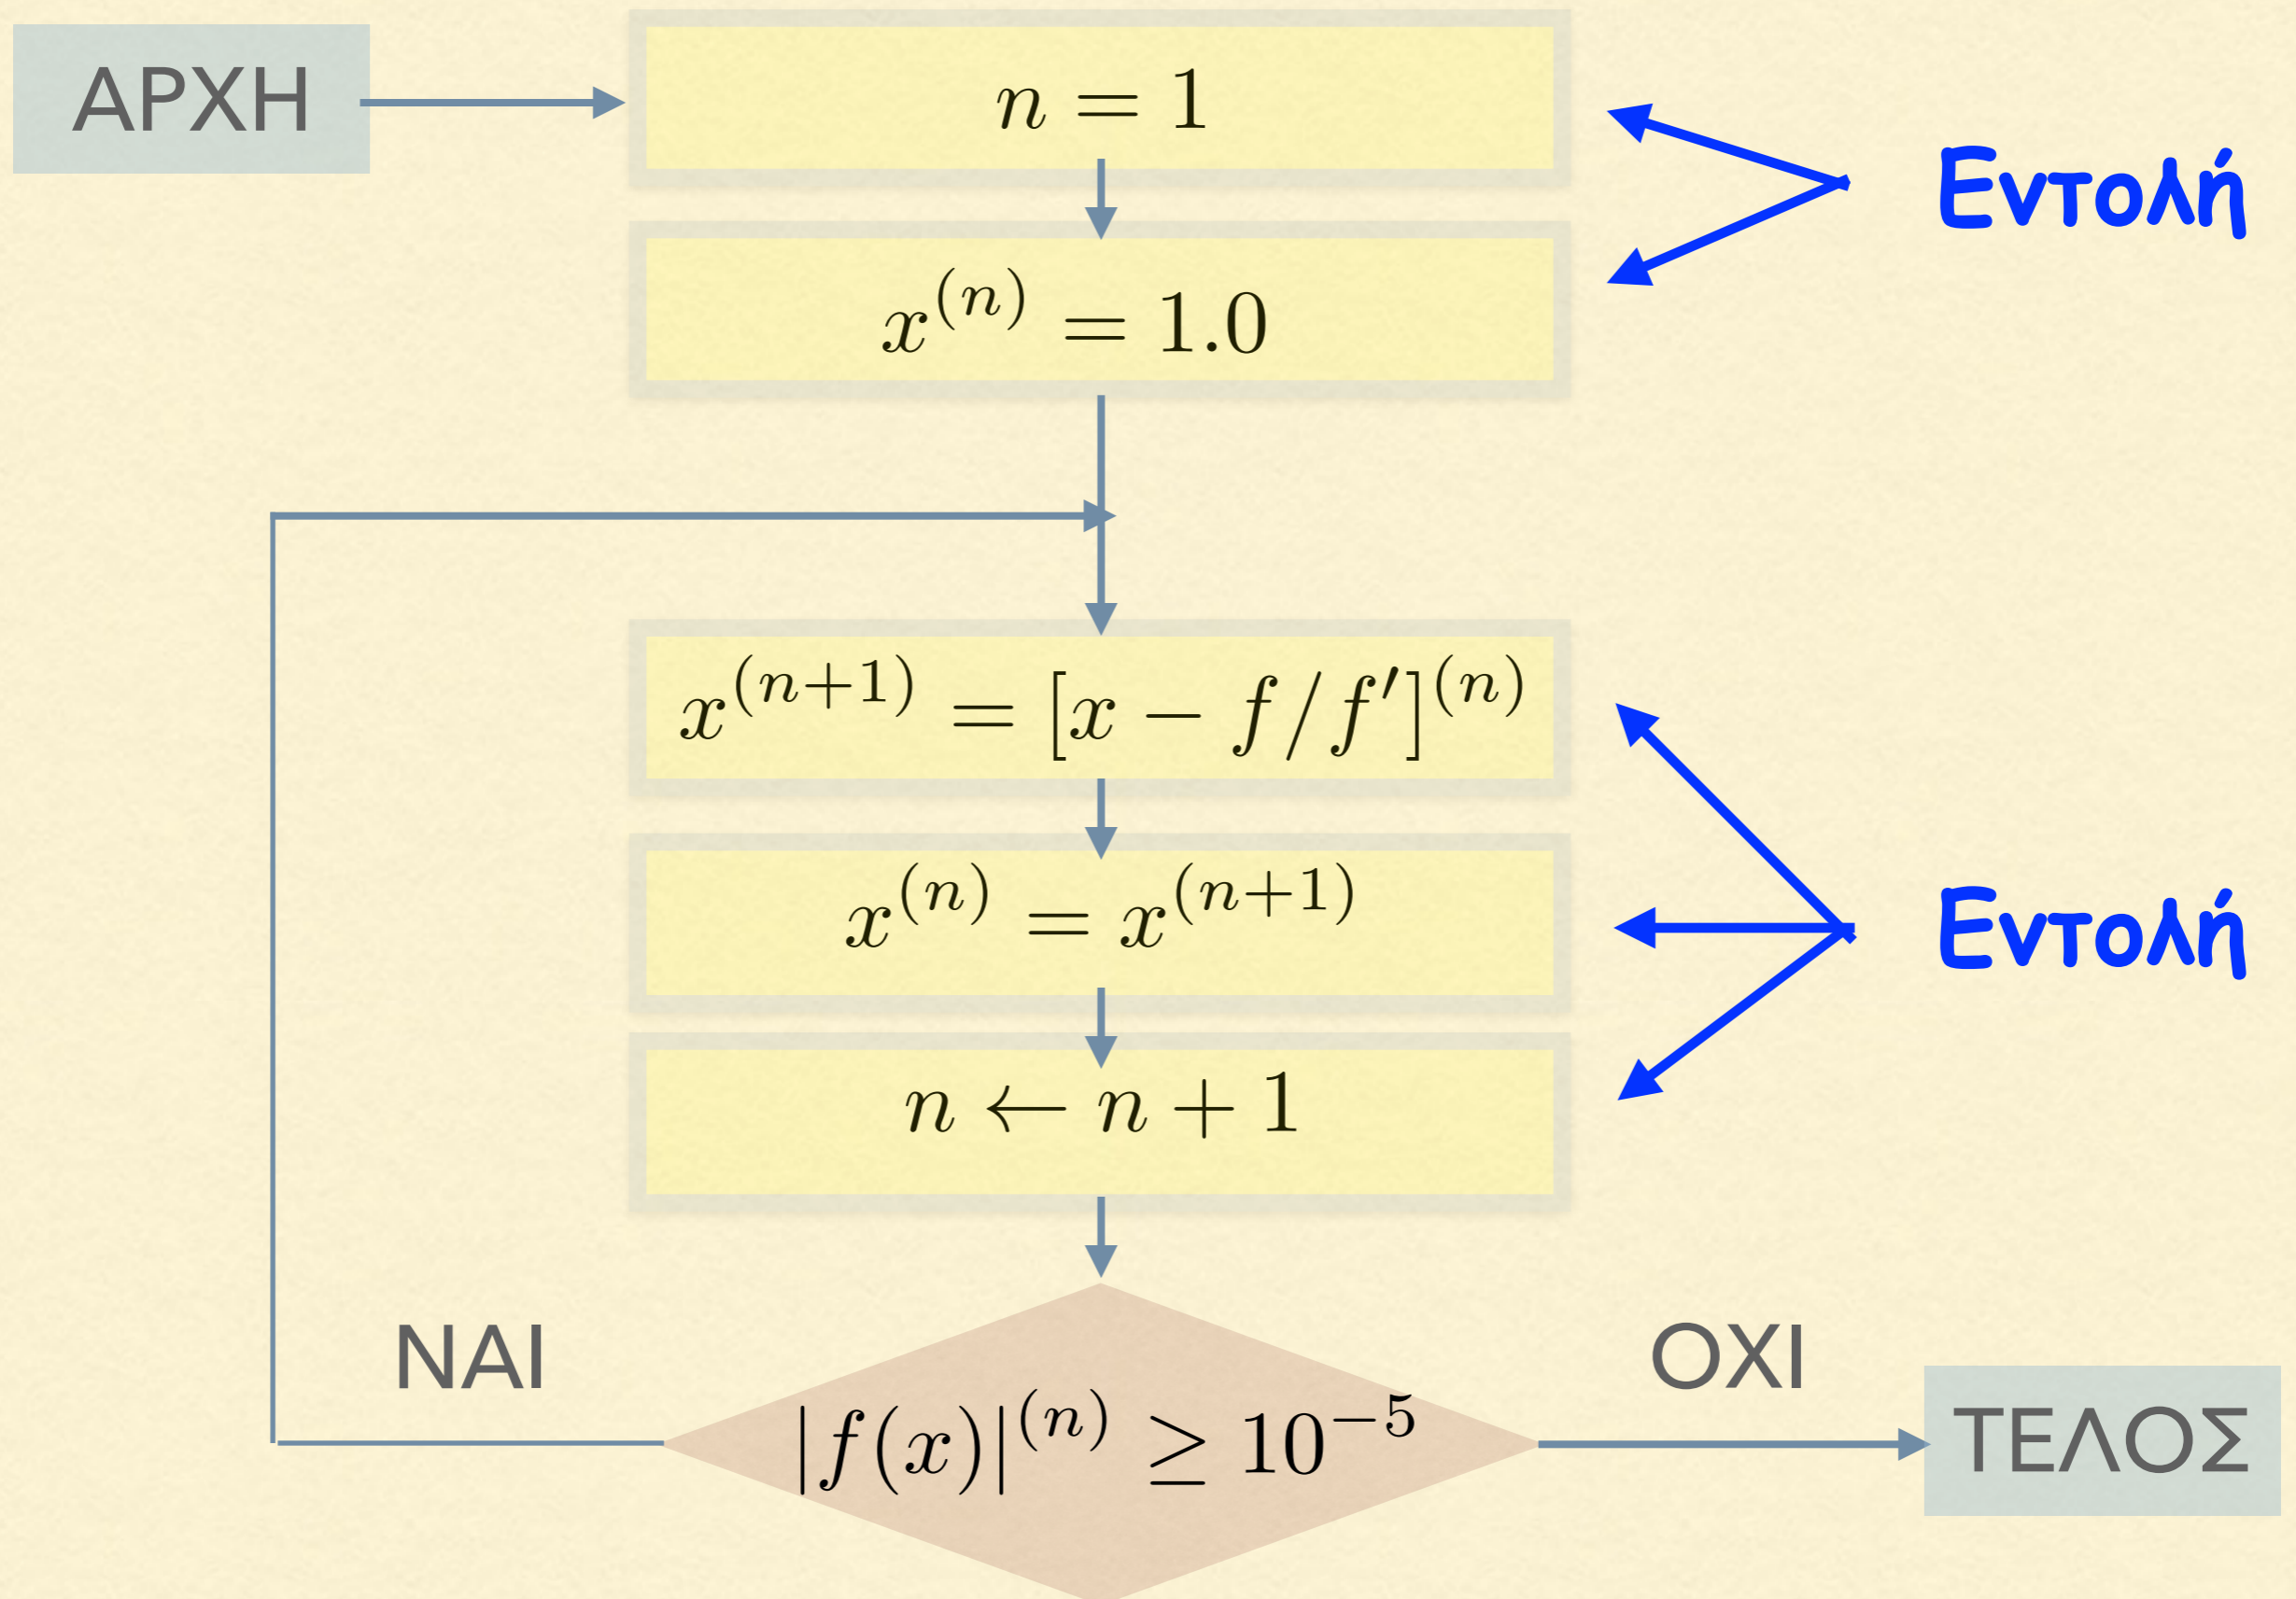 ΑΡΧΗ
n = 1
Εντολή
x^{(n)} = 1.0
x^{(n+1)} = [x − f/f′]^{(n)}
x^{(n)} = x^{(n+1)}
Εντολή
n ← n + 1
ΝΑΙ
ΟΧΙ
|f(x)|^{(n)} ≥ 10^{−5}
ΤΕΛΟΣ